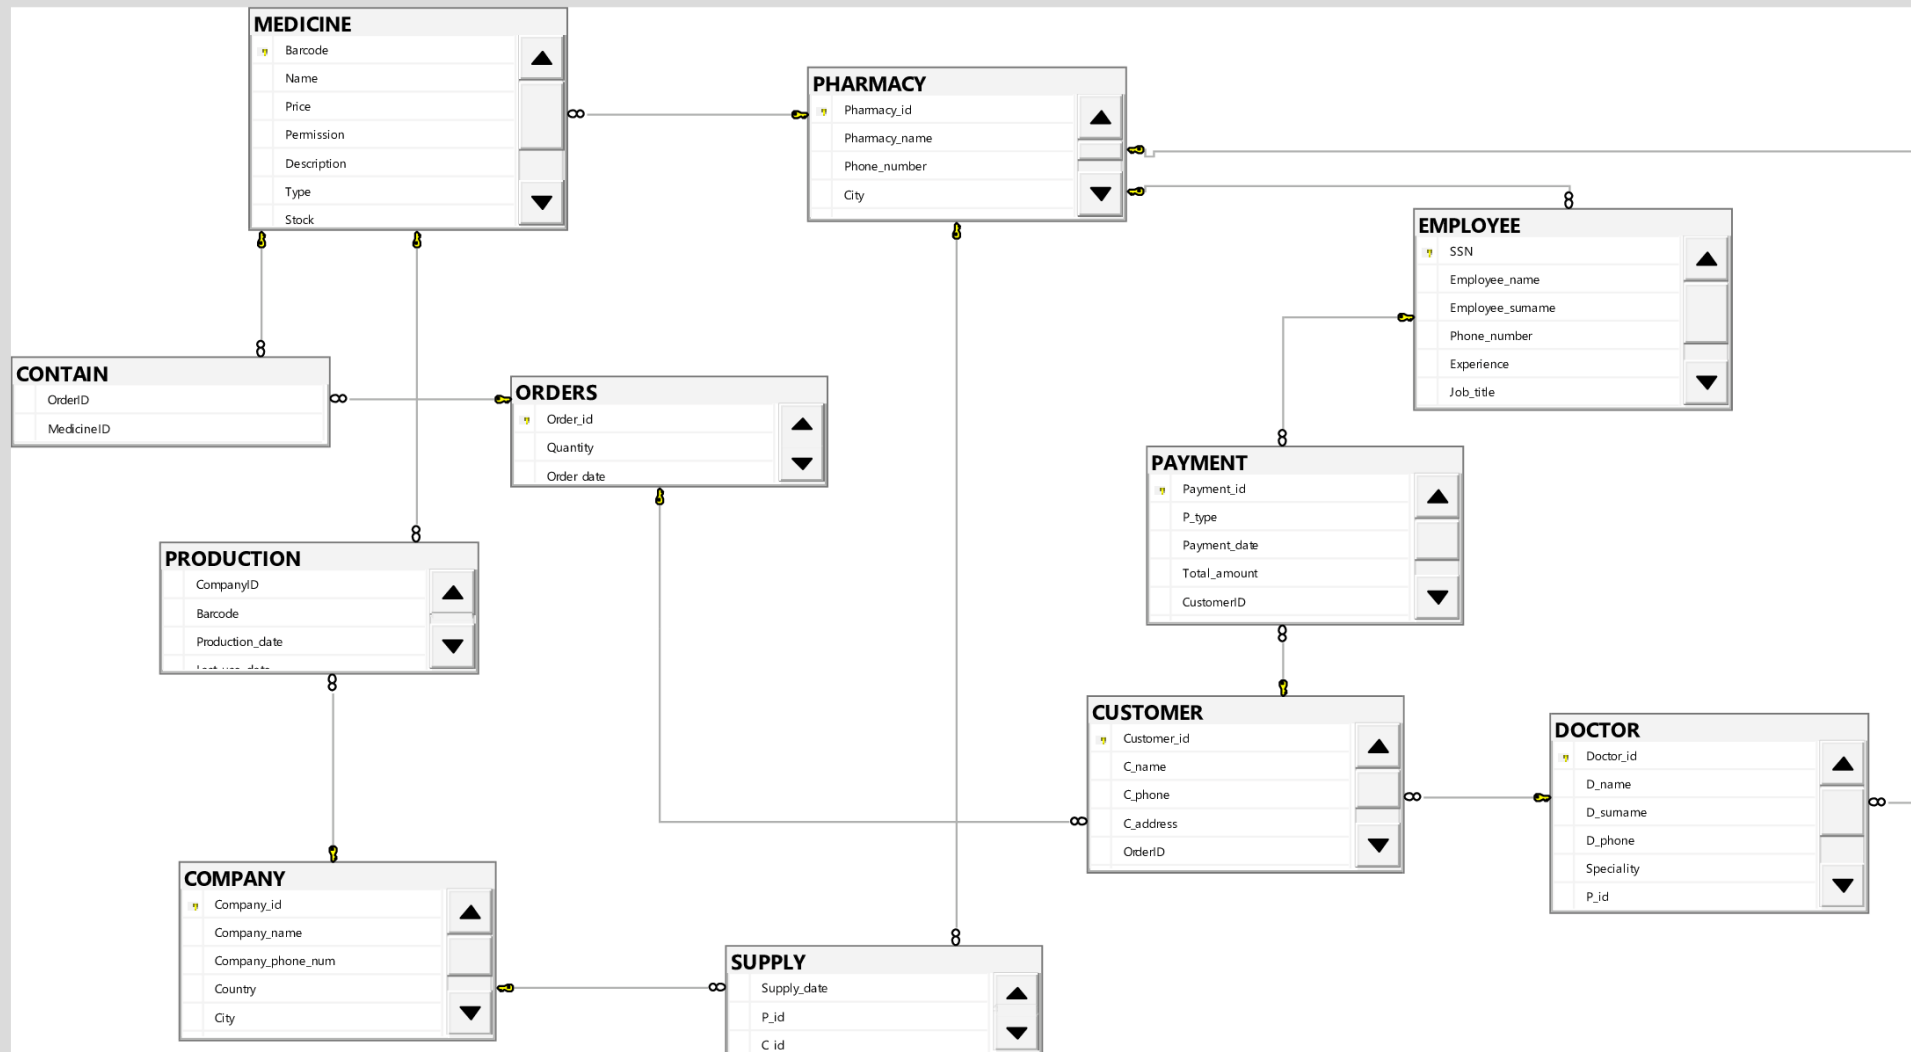 MEDICINE
Barcode
Name
Price
Permission
Description
Type
Stock
PHARMACY
Pharmacy_id
Pharmacy_name
Phone_number
City
EMPLOYEE
SSN
Employee_name
Employee_surname
Phone_number
Experience
Job_title
CONTAIN
OrderID
MedicineID
ORDERS
Order_id
Quantity
Order_date
PAYMENT
Payment_id
P_type
Payment_date
Total_amount
CustomerID
PRODUCTION
CompanyID
Barcode
Production_date
CUSTOMER
Customer_id
C_name
C_phone
C_address
OrderID
DOCTOR
Doctor_id
D_name
D_surname
D_phone
Speciality
P_id
COMPANY
Company_id
Company_name
Company_phone_num
Country
City
SUPPLY
Supply_date
P_id
C_id